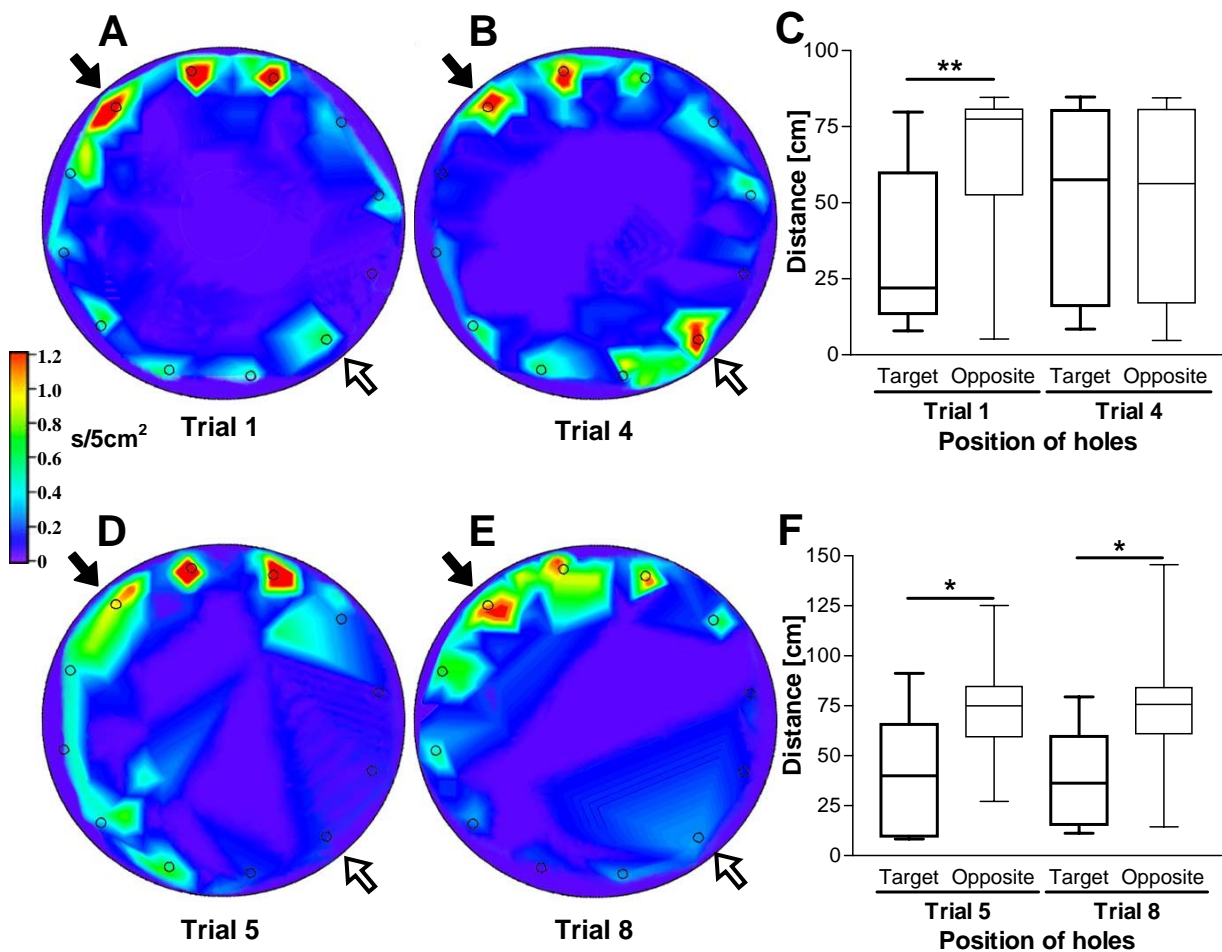 A
B
C
100
75
50
25
0
Distance [cm]
**
Target Opposite Target Opposite
Trial 1 Trial 4
Position of holes
Trial 1
Trial 4
1.2
1.0
0.8
0.6
0.4
0.2
0
s/5cm²
D
E
F
150
125
100
75
50
25
0
Distance [cm]
*
*
Target Opposite Target Opposite
Trial 5 Trial 8
Position of holes
Trial 5
Trial 8